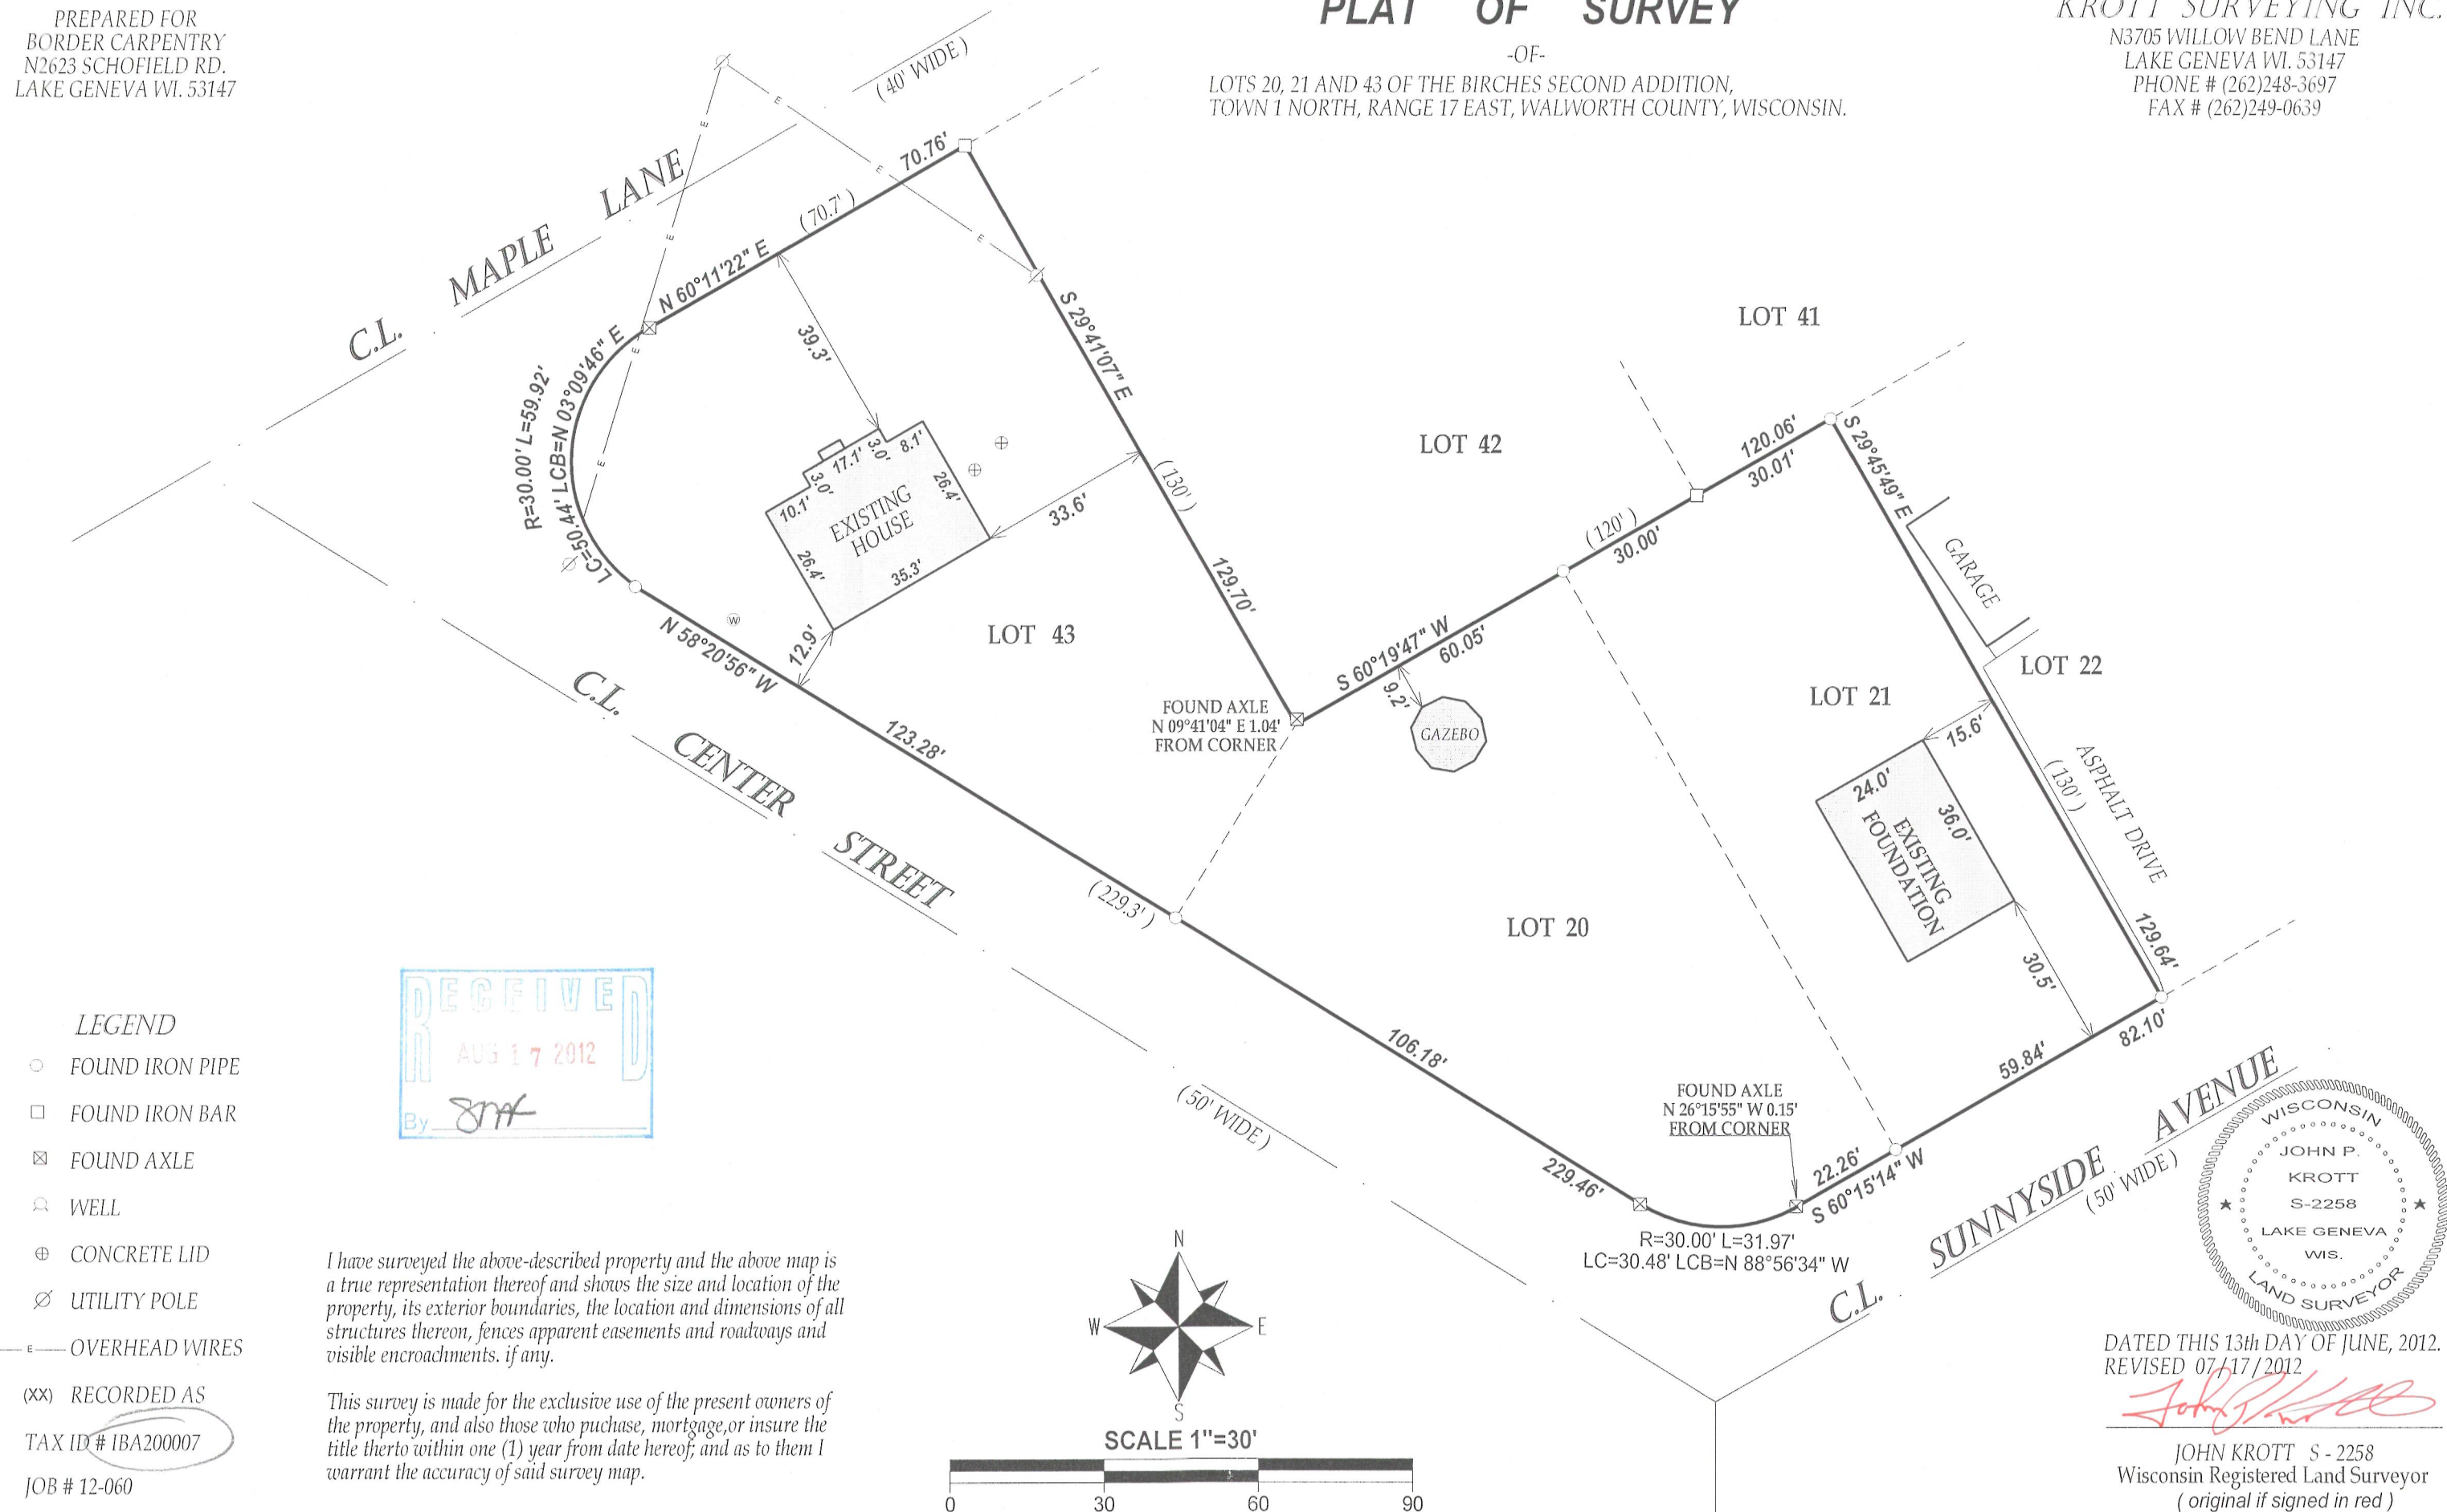 PREPARED FOR
BORDER CARPENTRY
N2623 SCHOFIELD RD.
LAKE GENEVA WI. 53147
PLAT OF SURVEY
-OF-
LOTS 20, 21 AND 43 OF THE BIRCHES SECOND ADDITION,
TOWN 1 NORTH, RANGE 17 EAST, WALWORTH COUNTY, WISCONSIN.
KROTT SURVEYING INC.
N3705 WILLOW BEND LANE
LAKE GENEVA WI. 53147
PHONE # (262)248-3697
FAX # (262)249-0639
C.L. MAPLE LANE
(40' WIDE)
70.76'
(70.7')
N 60°11'22" E
39.3'
R=30.00' L=59.92'
LC=50.44' LCB=N 03°09'46" E
S 29°41'07" E
(130')
129.70'
10.1'
3.0'
17.1'
3.0'
8.1'
26.4'
26.4'
35.3'
EXISTING
HOUSE
33.6'
12.9'
W
LOT 43
N 58°20'56" W
123.28'
C.L. CENTER STREET
(229.3')
(50' WIDE)
LOT 41
LOT 42
120.06'
30.01'
(120')
30.00'
S 60°19'47" W
60.05'
9.2'
GAZEBO
FOUND AXLE
N 09°41'04" E 1.04'
FROM CORNER
S 29°45'49" E
GARAGE
LOT 22
LOT 21
15.6'
(130')
ASPHALT DRIVE
24.0'
36.0'
EXISTING
FOUNDATION
30.5'
129.64'
LOT 20
106.18'
229.46'
FOUND AXLE
N 26°15'55" W 0.15'
FROM CORNER
22.26'
S 60°15'14" W
59.84'
82.10'
R=30.00' L=31.97'
LC=30.48' LCB=N 88°56'34" W
C.L. SUNNYSIDE AVENUE
(50' WIDE)
LEGEND
FOUND IRON PIPE
FOUND IRON BAR
FOUND AXLE
WELL
CONCRETE LID
UTILITY POLE
E OVERHEAD WIRES
(XX) RECORDED AS
TAX ID # IBA200007
JOB # 12-060
RECEIVED
AUG 17 2012
By
I have surveyed the above-described property and the above map is
a true representation thereof and shows the size and location of the
property, its exterior boundaries, the location and dimensions of all
structures thereon, fences apparent easements and roadways and
visible encroachments. if any.
This survey is made for the exclusive use of the present owners of
the property, and also those who puchase, mortgage,or insure the
title therto within one (1) year from date hereof; and as to them I
warrant the accuracy of said survey map.
N
W E
S
SCALE 1"=30'
0 30 60 90
WISCONSIN
JOHN P.
KROTT
S-2258
LAKE GENEVA
WIS.
LAND SURVEYOR
DATED THIS 13th DAY OF JUNE, 2012.
REVISED 07/17/2012
JOHN KROTT S - 2258
Wisconsin Registered Land Surveyor
( original if signed in red )